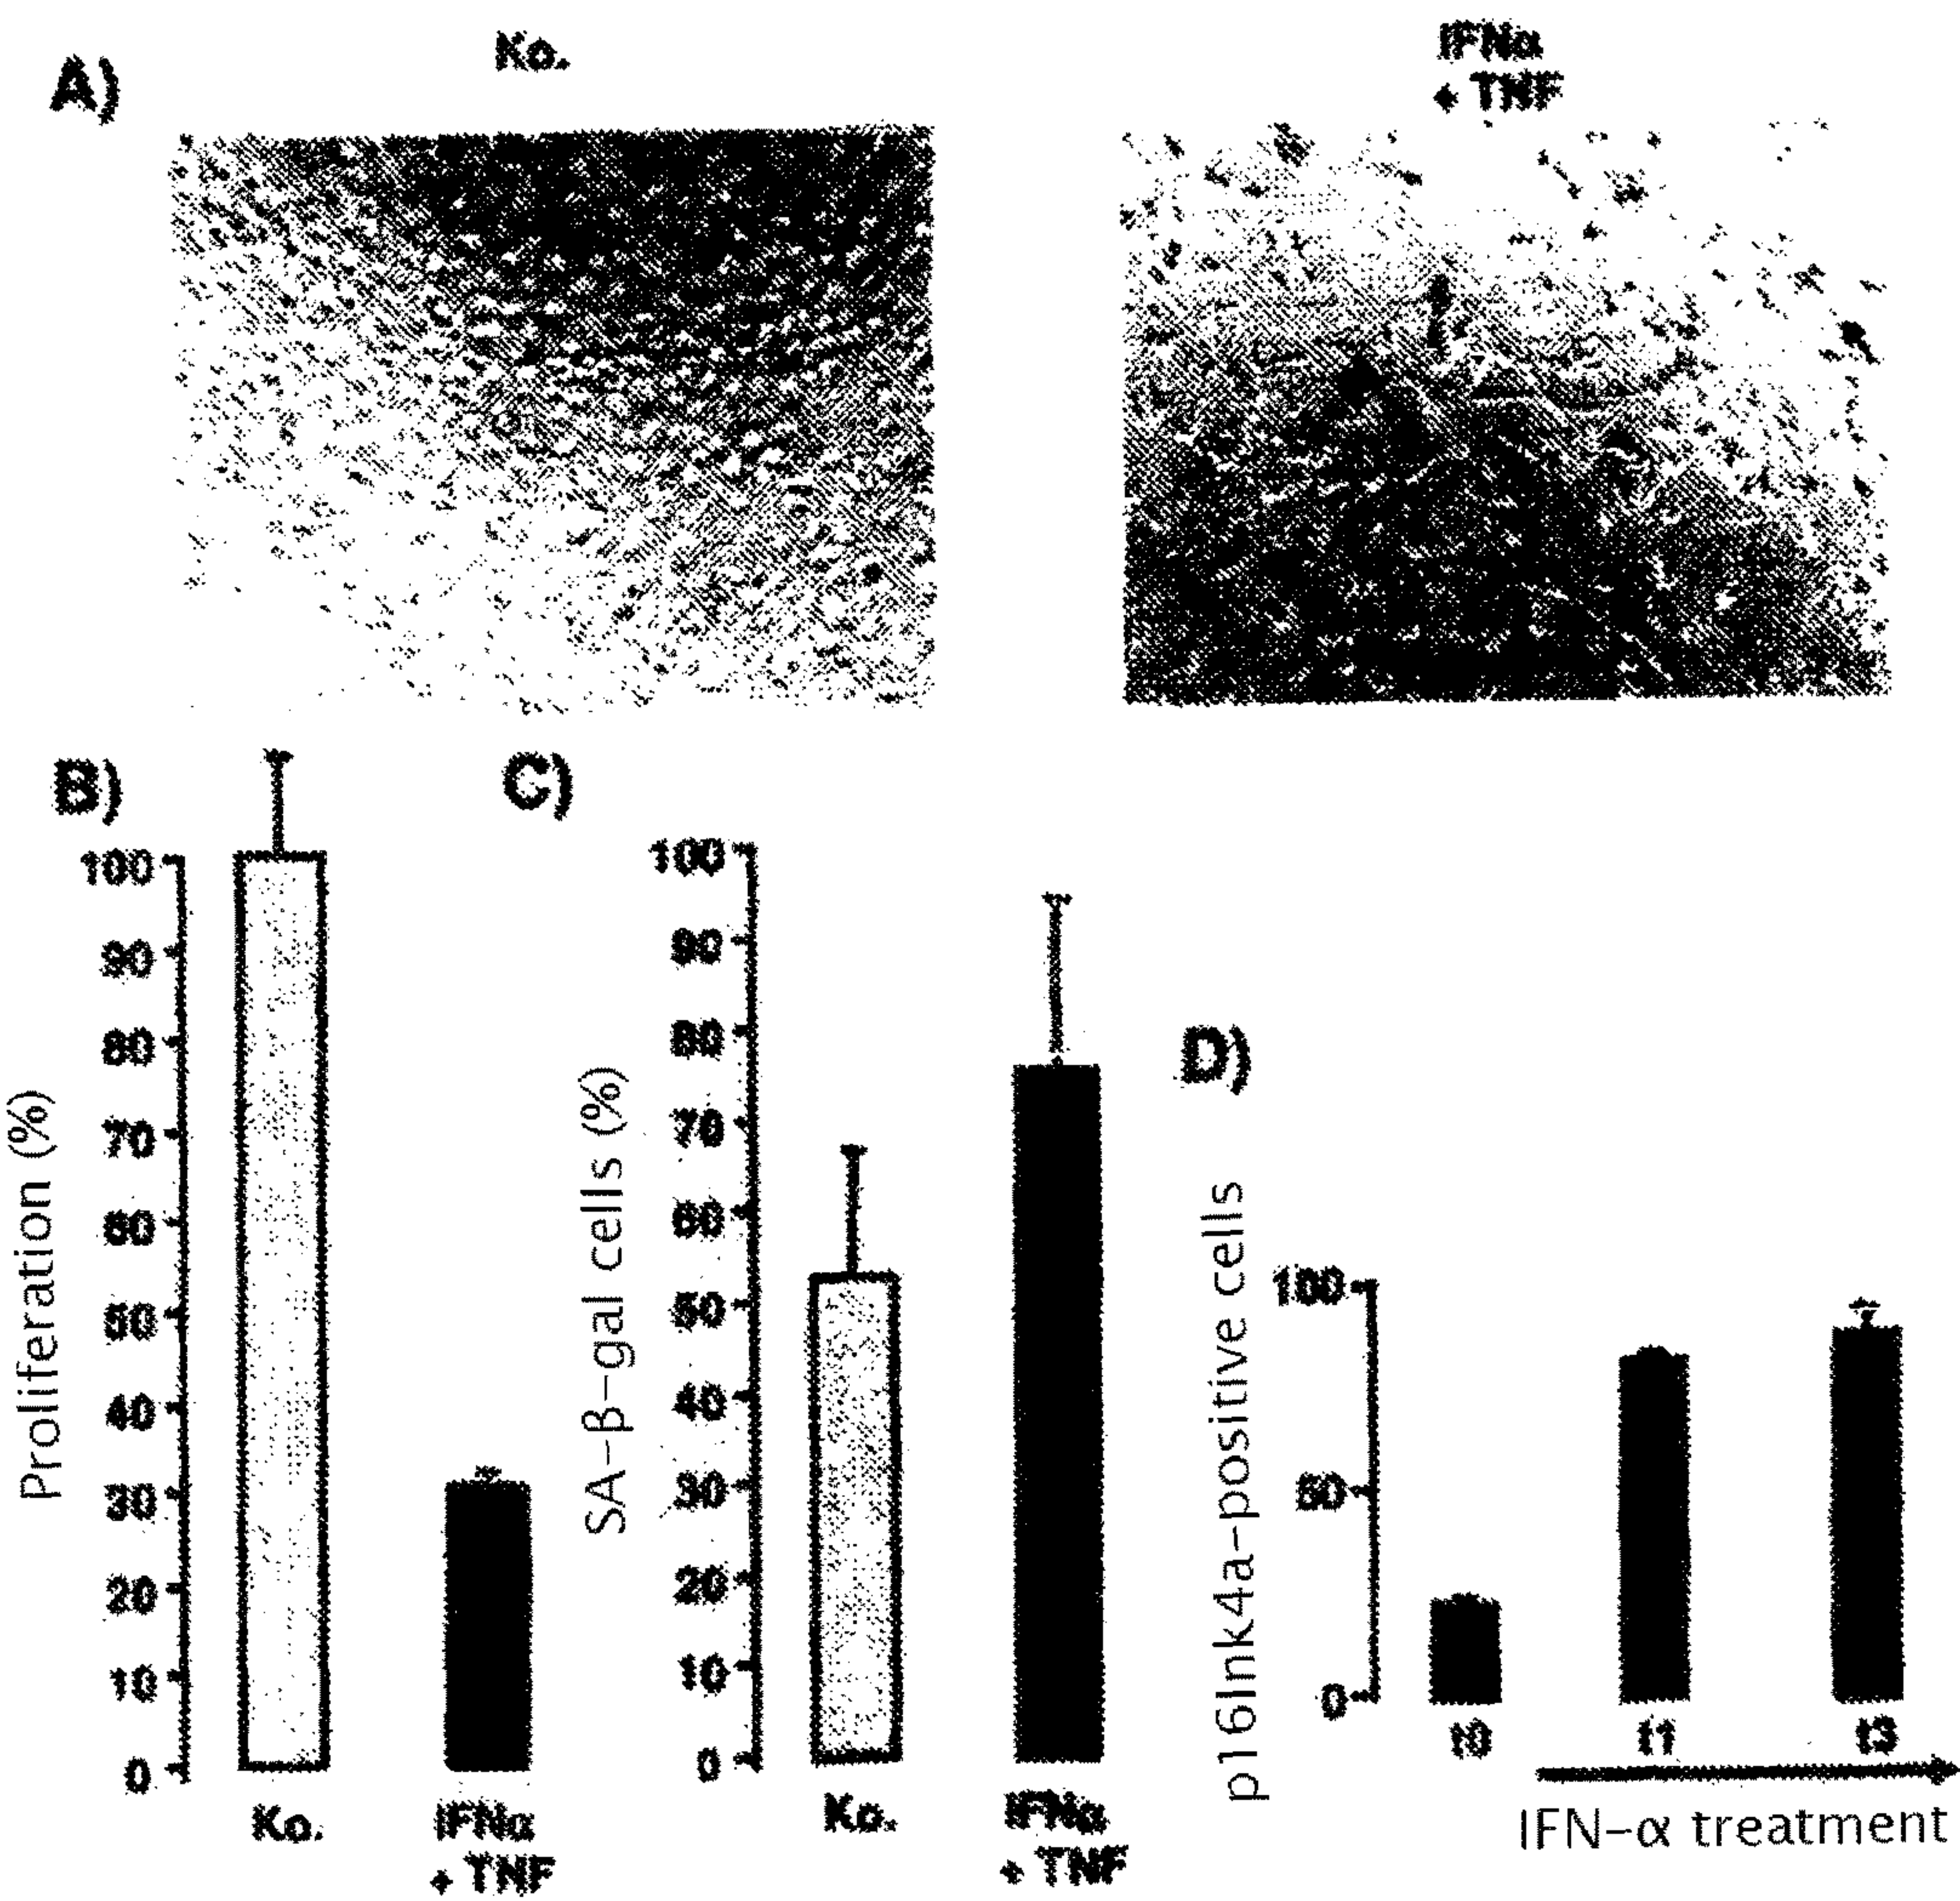 A)
Ko.
IFNα
+ TNF
B)
Proliferation (%)
100
90
80
70
60
50
40
30
20
10
0
Ko.
IFNα
+ TNF
C)
SA-β-gal cells (%)
100
90
80
70
60
50
40
30
20
10
0
Ko.
IFNα
+ TNF
D)
p16Ink4a-positive cells
100
50
0
t0
t1
t3
IFN-α treatment